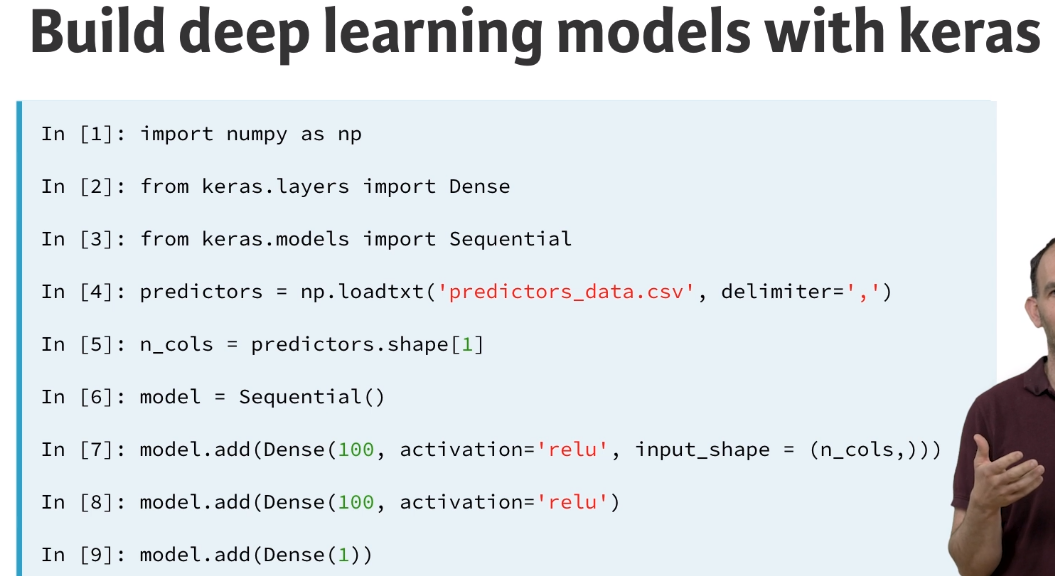 Build deep learning models with keras
In [1]: import numpy as np
In [2]: from keras.layers import Dense
In [3]: from keras.models import Sequential
In [4]: predictors = np.loadtxt('predictors_data.csv', delimiter=',')
In [5]: n_cols = predictors.shape[1]
In [6]: model = Sequential()
In [7]: model.add(Dense(100, activation='relu', input_shape = (n_cols,)))
In [8]: model.add(Dense(100, activation='relu')
In [9]: model.add(Dense(1))